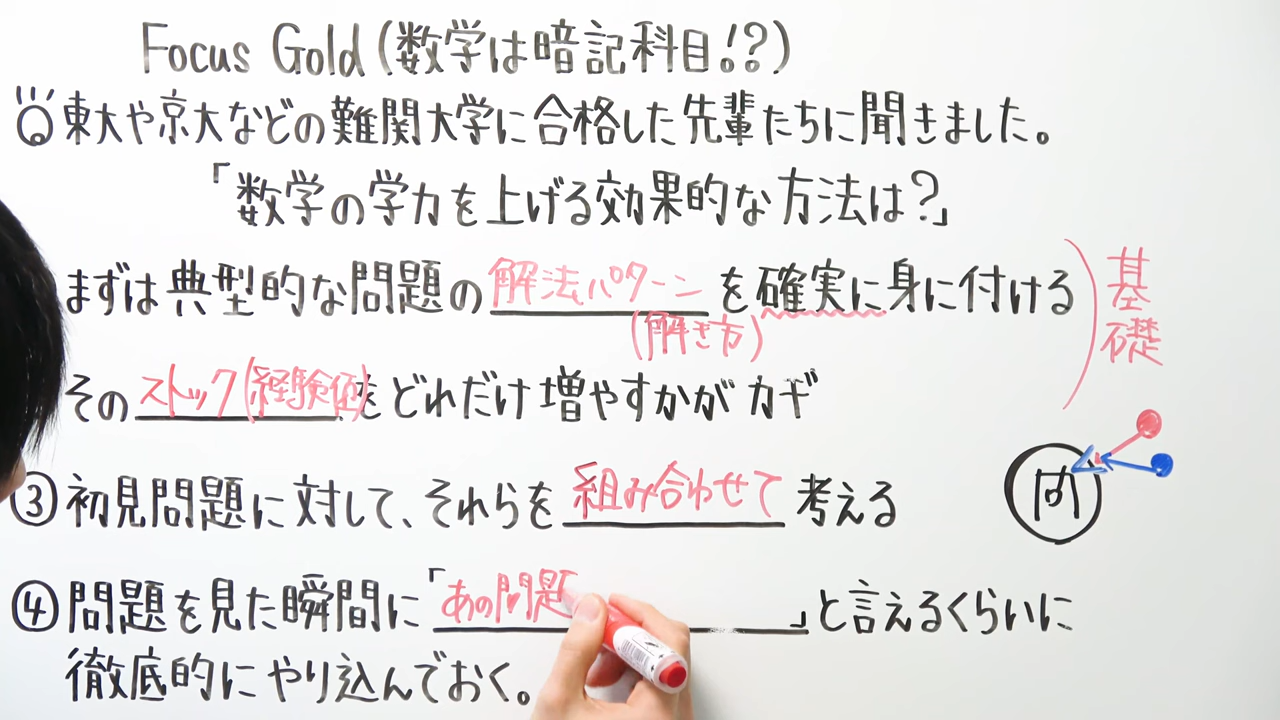 Focus Gold (数学は暗記科目!?)
東大や京大などの難関大学に合格した先輩たちに聞きました。
「数学の学力を上げる効果的な方法は?」
まずは典型的な問題の解法パターンを確実に身に付ける
(解き方)
基礎
その ストック(経験値)をどれだけ増やすかがカギ
③初見問題に対して、それらを組み合わせて考える
問
④問題を見た瞬間に「あの問題 」と言えるくらいに
徹底的にやり込んでおく。